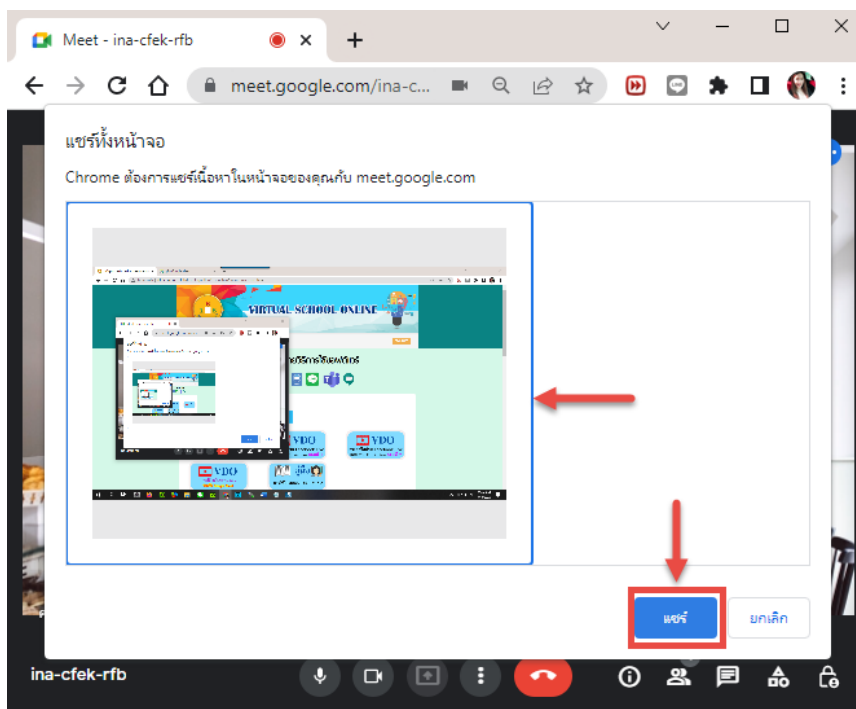 Meet - ina-cfek-rfb
meet.google.com/ina-c...
แชร์ทั้งหน้าจอ
Chrome ต้องการแชร์เนื้อหาในหน้าจอของคุณกับ meet.google.com
VIRTUAL SCHOOL ONLINE
VDO
VDO
VDO
แชร์
ยกเลิก
ina-cfek-rfb